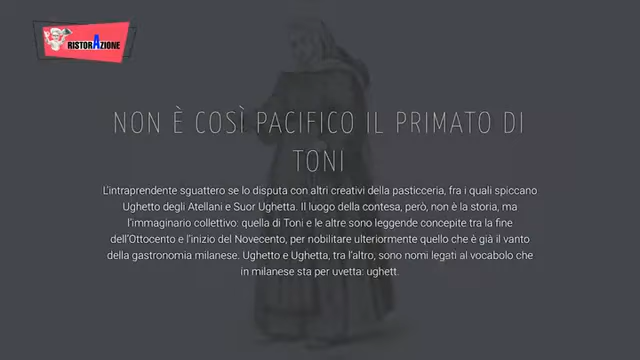 RISTORAZIONE
NON È COSÌ PACIFICO IL PRIMATO DI
TONI
L'intraprendente sguattero se lo disputa con altri creativi della pasticceria, fra i quali spiccano
Ughetto degli Atellani e Suor Ughetta. Il luogo della contesa, però, non è la storia, ma
l'immaginario collettivo: quella di Toni e le altre sono leggende concepite tra la fine
dell'Ottocento e l'inizio del Novecento, per nobilitare ulteriormente quello che è già il vanto
della gastronomia milanese. Ughetto e Ughetta, tra l'altro, sono nomi legati al vocabolo che
in milanese sta per uvetta: ughett.